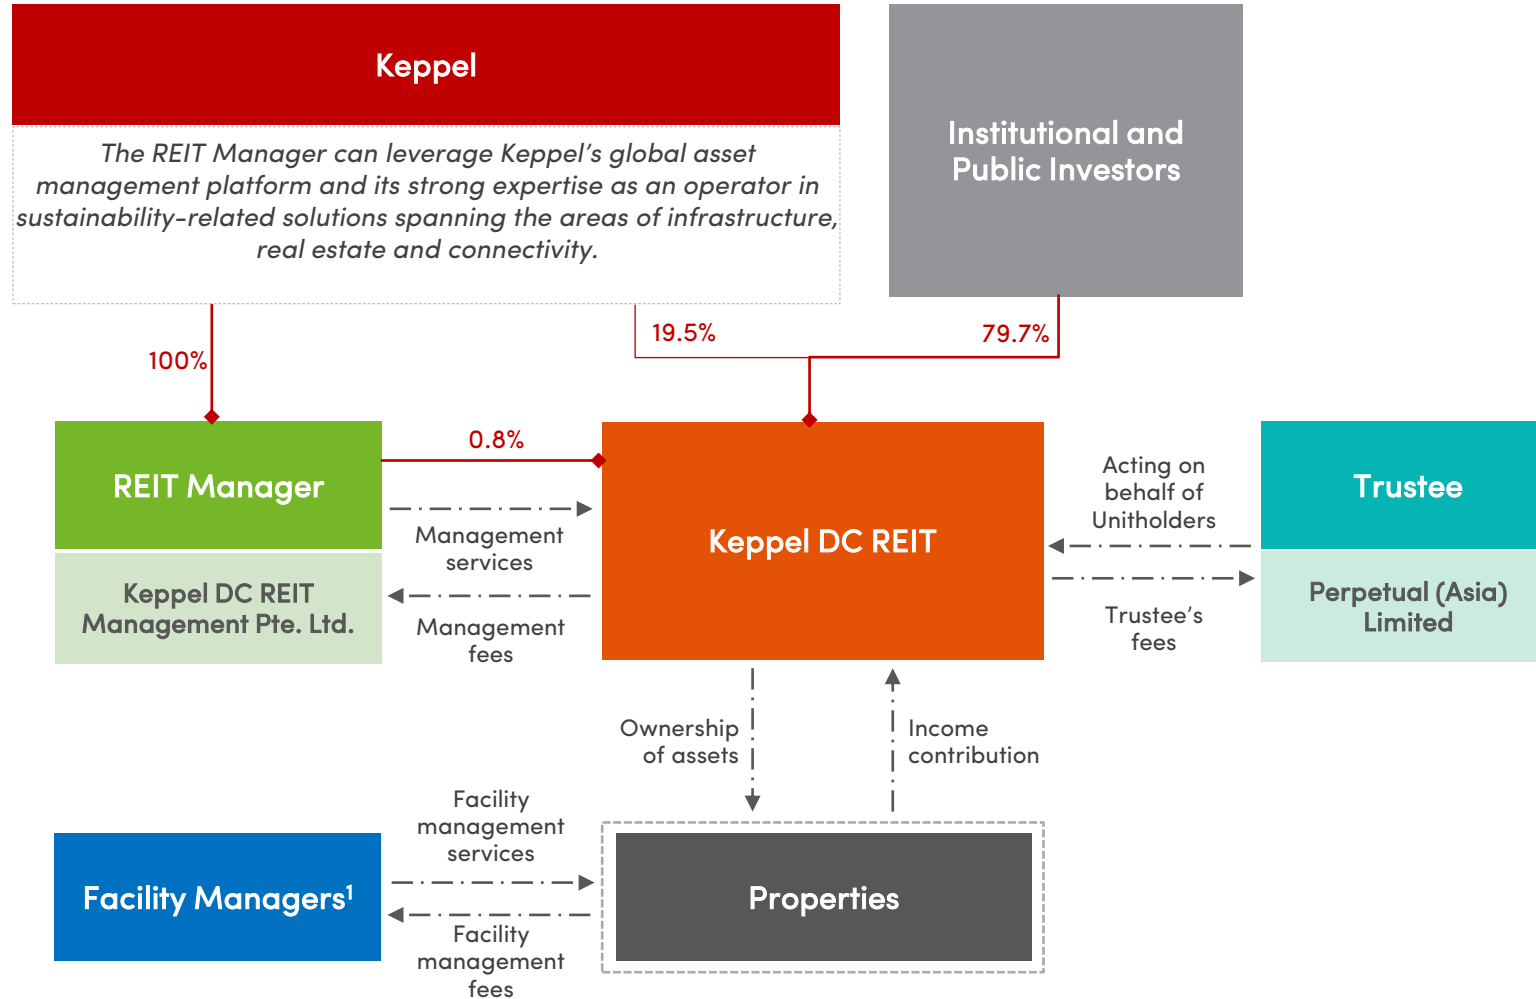 Keppel
The REIT Manager can leverage Keppel’s global asset
management platform and its strong expertise as an operator in
sustainability-related solutions spanning the areas of infrastructure,
real estate and connectivity.
Institutional and
Public Investors
100%
19.5%
79.7%
REIT Manager
Keppel DC REIT
Management Pte. Ltd.
0.8%
Management
services
Management
fees
Keppel DC REIT
Acting on
behalf of
Unitholders
Trustee’s
fees
Trustee
Perpetual (Asia)
Limited
Ownership
of assets
Income
contribution
Facility Managers¹
Facility
management
services
Facility
management
fees
Properties